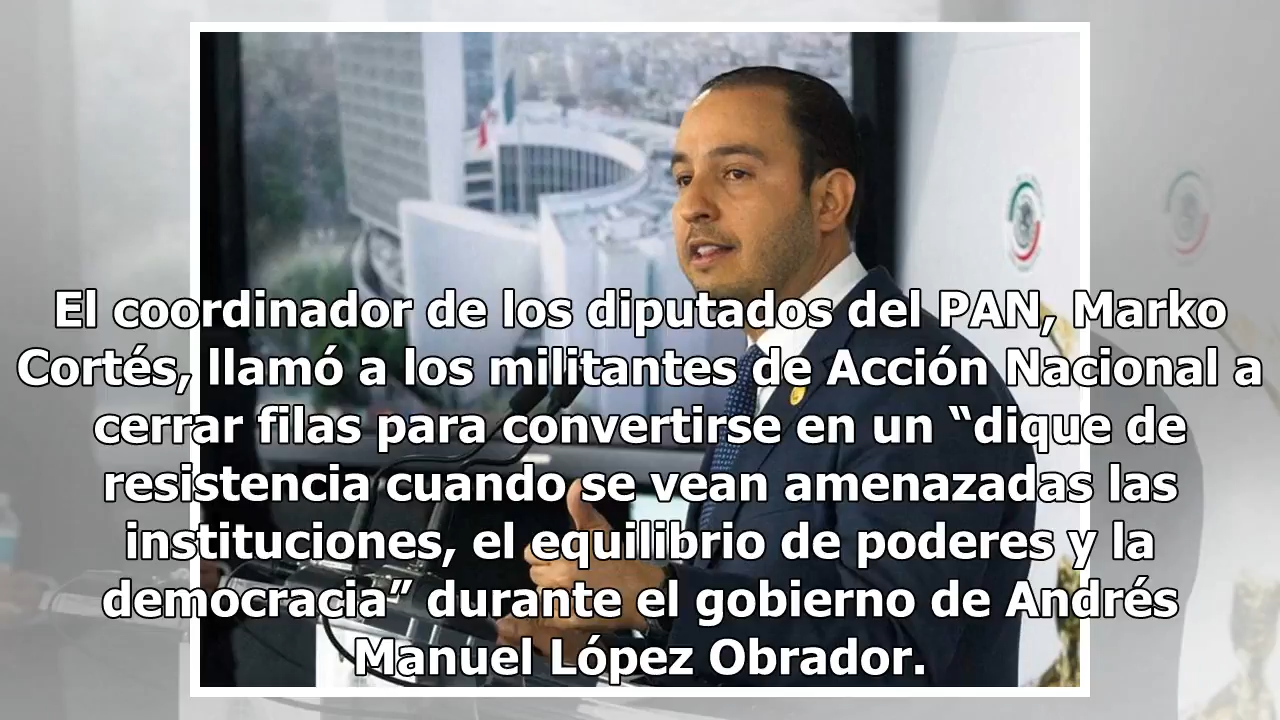 El coordinador de los diputados del PAN, Marko
Cortés, llamó a los militantes de Acción Nacional a
cerrar filas para convertirse en un “dique de
resistencia cuando se vean amenazadas las
instituciones, el equilibrio de poderes y la
democracia” durante el gobierno de Andrés
Manuel López Obrador.